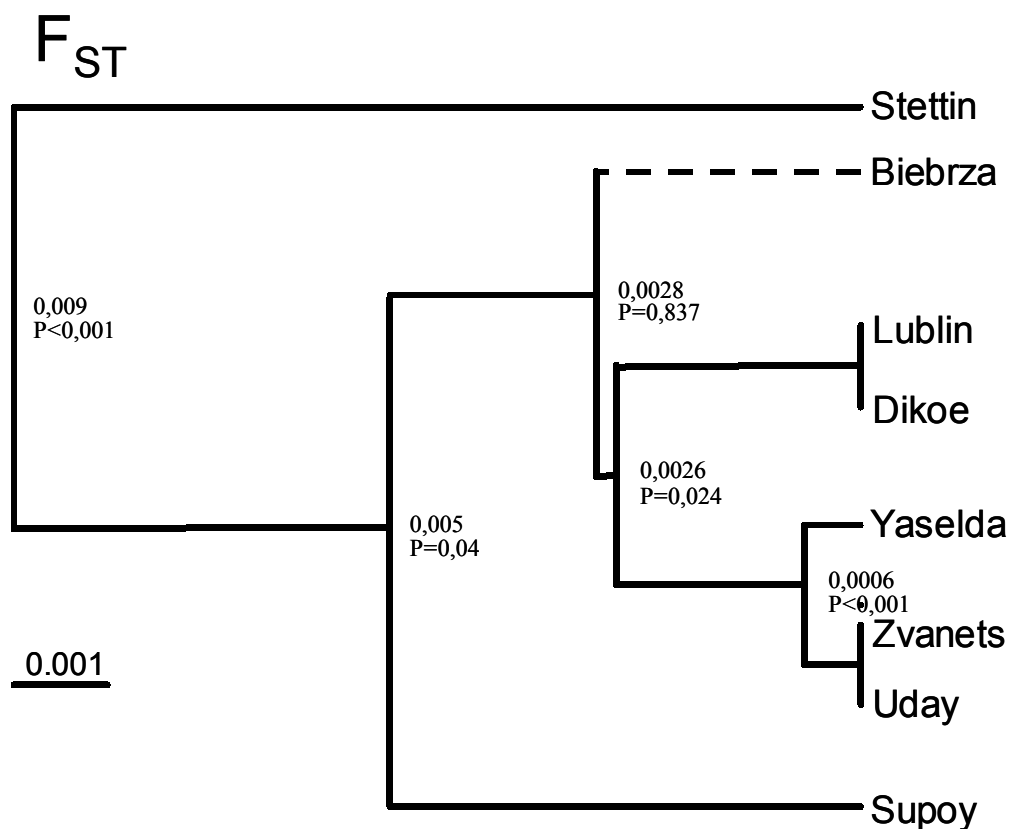 FST
Stettin
Biebrza
0,0028
P=0,837
0,009
P<0,001
Lublin
Dikoe
0,0026
P=0,024
Yaselda
0,005
P=0,04
0,0006
P<0,001
Zvanets
0.001
Uday
Supoy